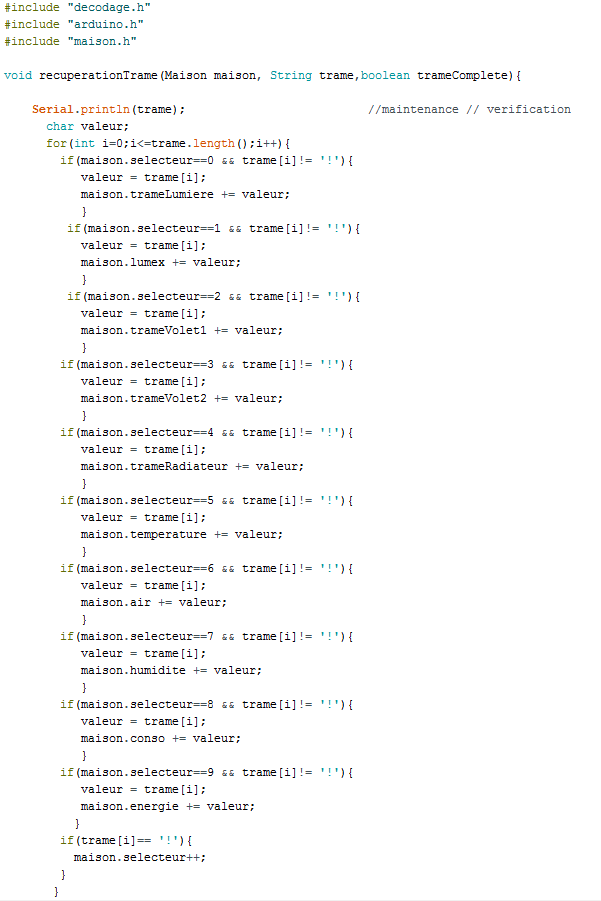 #include "decodage.h"
#include "arduino.h"
#include "maison.h"
void recuperationTrame(Maison maison, String trame,boolean trameComplete){
Serial.println(trame); //maintenance // verification
char valeur;
for(int i=0;i<=trame.length();i++){
if(maison.selecteur==0 && trame[i]!= '!'){
valeur = trame[i];
maison.trameLumiere += valeur;
}
if(maison.selecteur==1 && trame[i]!= '!'){
valeur = trame[i];
maison.lumex += valeur;
}
if(maison.selecteur==2 && trame[i]!= '!'){
valeur = trame[i];
maison.trameVolet1 += valeur;
}
if(maison.selecteur==3 && trame[i]!= '!'){
valeur = trame[i];
maison.trameVolet2 += valeur;
}
if(maison.selecteur==4 && trame[i]!= '!'){
valeur = trame[i];
maison.trameRadiateur += valeur;
}
if(maison.selecteur==5 && trame[i]!= '!'){
valeur = trame[i];
maison.temperature += valeur;
}
if(maison.selecteur==6 && trame[i]!= '!'){
valeur = trame[i];
maison.air += valeur;
}
if(maison.selecteur==7 && trame[i]!= '!'){
valeur = trame[i];
maison.humidite += valeur;
}
if(maison.selecteur==8 && trame[i]!= '!'){
valeur = trame[i];
maison.conso += valeur;
}
if(maison.selecteur==9 && trame[i]!= '!'){
valeur = trame[i];
maison.energie += valeur;
}
if(trame[i]== '!'){
maison.selecteur++;
}
}